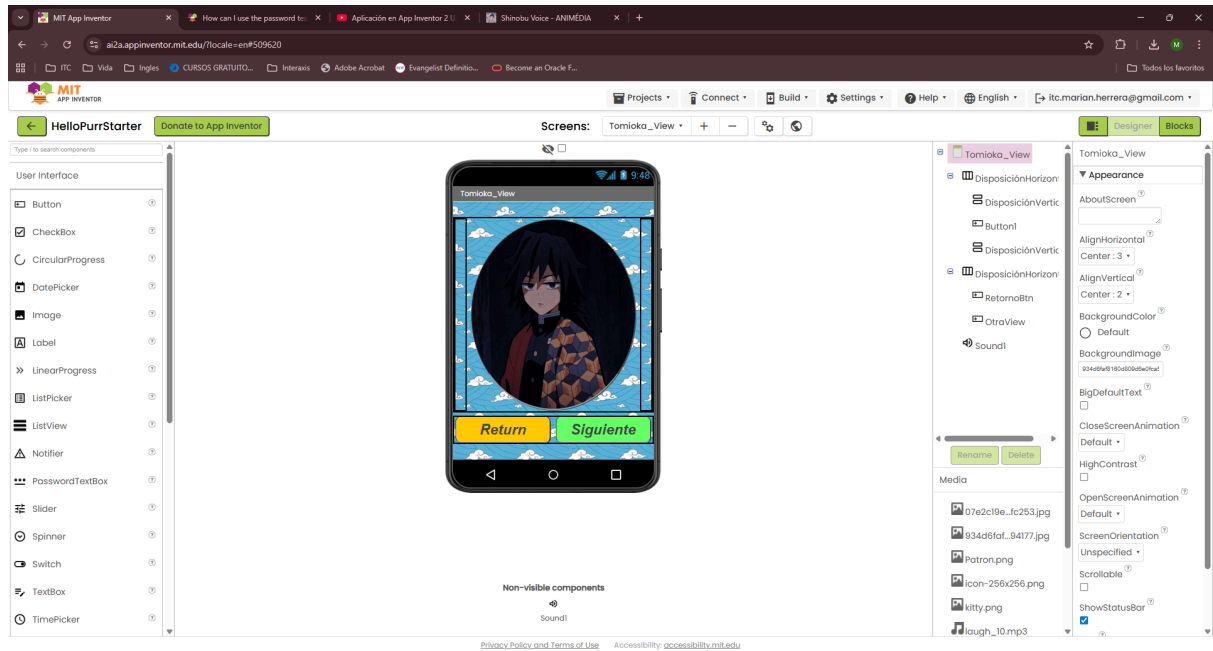 MIT App Inventor
How can I use the password te
Aplicación en App Inventor 2 U
Shinobu Voice - ANIMÉDIA
ai2a.appinventor.mit.edu/?locale=en#509620
ITC
Vida
Ingles
CURSOS GRATUITO...
Interaxis
Adobe Acrobat
Evangelist Definitio...
Become an Oracle F...
Todos los favoritos
MIT
APP INVENTOR
Projects
Connect
Build
Settings
Help
English
itc.marian.herrera@gmail.com
HelloPurrStarter
Donate to App Inventor
Screens:
Tomioka_View
Designer
Blocks
Type / to search components
User Interface
Button
CheckBox
CircularProgress
DatePicker
Image
Label
LinearProgress
ListPicker
ListView
Notifier
PasswordTextBox
Slider
Spinner
Switch
TextBox
TimePicker
9:48
Tomioka_View
Return
Siguiente
Non-visible components
Sound1
Tomioka_View
DisposiciónHorizon
DisposiciónVertic
Button1
DisposiciónVertic
DisposiciónHorizon
RetornoBtn
OtraView
Sound1
Rename
Delete
Media
07e2c19e...fc253.jpg
934d6faf...94177.jpg
Patron.png
icon-256x256.png
kitty.png
laugh_10.mp3
Tomioka_View
Appearance
AboutScreen
AlignHorizontal
Center : 3
AlignVertical
Center : 2
BackgroundColor
Default
BackgroundImage
BigDefaultText
CloseScreenAnimation
Default
HighContrast
OpenScreenAnimation
Default
ScreenOrientation
Unspecified
Scrollable
ShowStatusBar
Privacy Policy and Terms of Use
Accessibility: accessibility.mit.edu